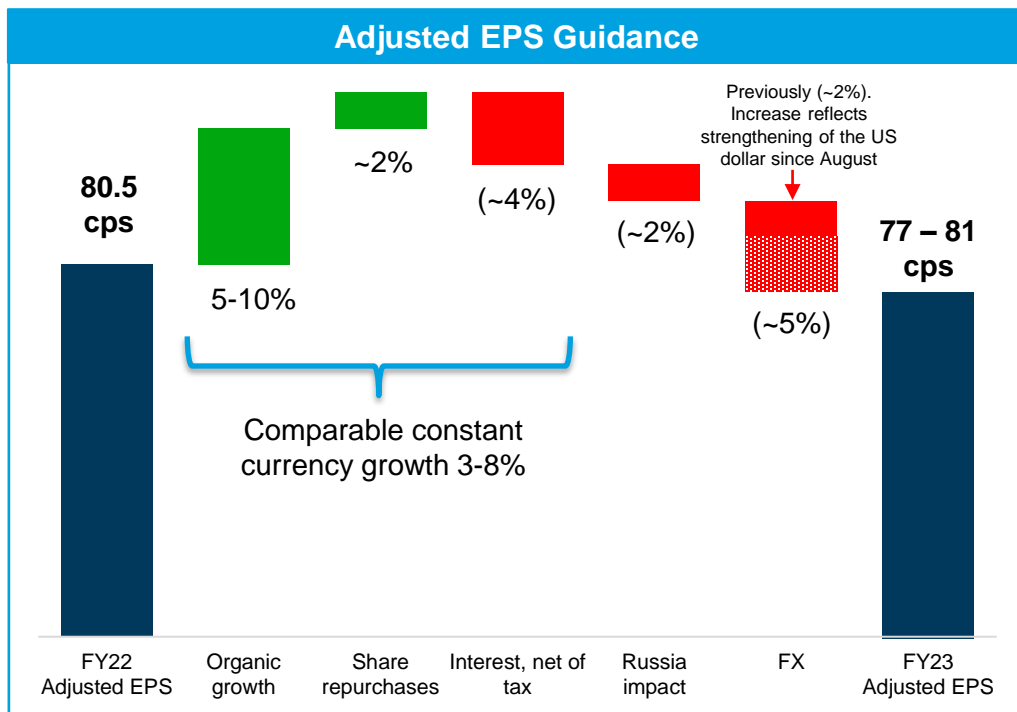 Adjusted EPS Guidance
Previously (~2%).
Increase reflects
strengthening of the US
dollar since August
80.5
cps
5-10%
~2%
(~4%)
(~2%)
(~5%)
77 – 81
cps
Comparable constant
currency growth 3-8%
FY22
Adjusted EPS
Organic
growth
Share
repurchases
Interest, net of
tax
Russia
impact
FX
FY23
Adjusted EPS